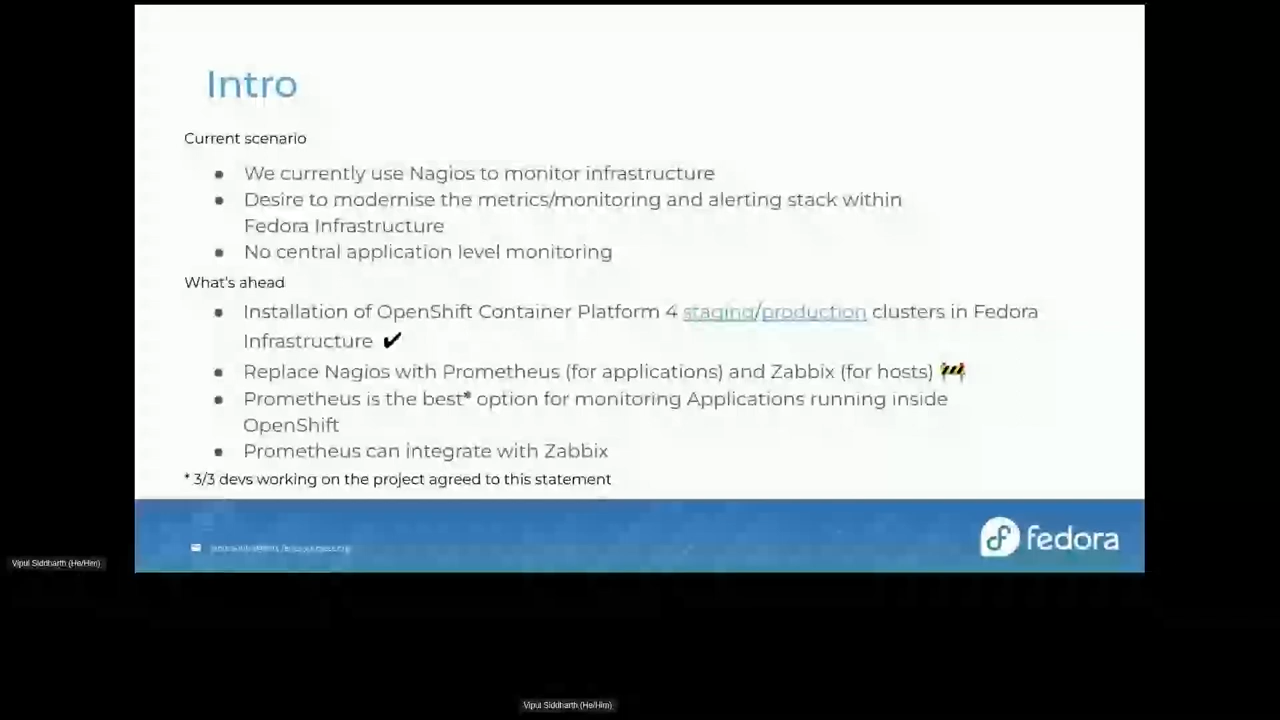 Intro
Current scenario
● We currently use Nagios to monitor infrastructure
● Desire to modernise the metrics/monitoring and alerting stack within
Fedora Infrastructure
● No central application level monitoring
What's ahead
● Installation of OpenShift Container Platform 4 staging/production clusters in Fedora
Infrastructure ✔
● Replace Nagios with Prometheus (for applications) and Zabbix (for hosts) 🚧
● Prometheus is the best* option for monitoring Applications running inside
OpenShift
● Prometheus can integrate with Zabbix
* 3/3 devs working on the project agreed to this statement
fedora
Vipul Siddharth (He/Him)
Vipul Siddharth (He/Him)